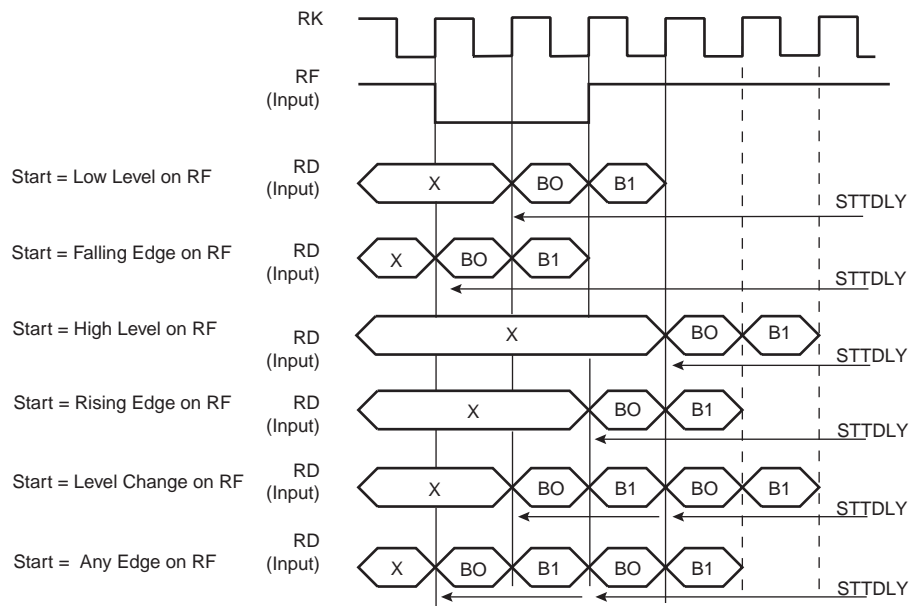 RK
RF
(Input)
Start = Low Level on RF
RD
(Input)
X
BO
B1
STTDLY
Start = Falling Edge on RF
RD
(Input)
X
BO
B1
STTDLY
Start = High Level on RF
RD
(Input)
X
BO
B1
STTDLY
Start = Rising Edge on RF
RD
(Input)
X
BO
B1
STTDLY
Start = Level Change on RF
RD
(Input)
X
BO
B1
BO
B1
STTDLY
Start = Any Edge on RF
RD
(Input)
X
BO
B1
BO
B1
STTDLY